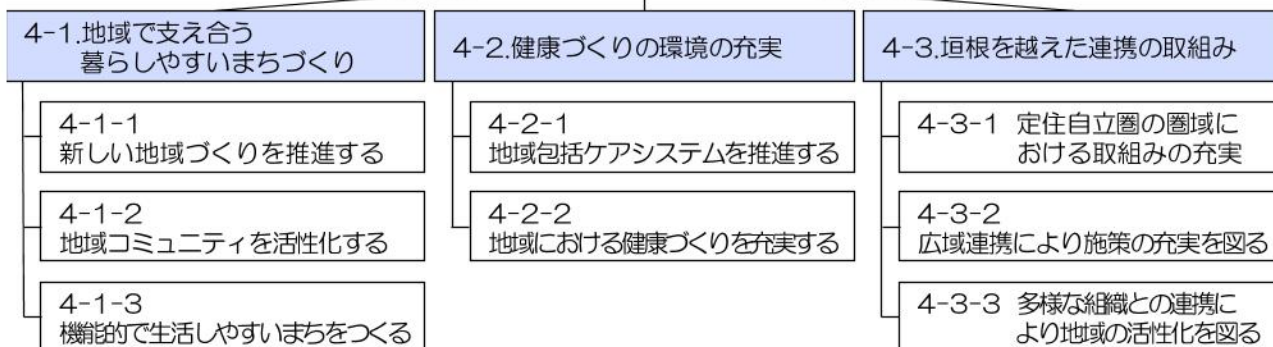 4-1.地域で支え合う
暮らしやすいまちづくり
4-1-1
新しい地域づくりを推進する
4-1-2
地域コミュニティを活性化する
4-1-3
機能的で生活しやすいまちをつくる
4-2.健康づくりの環境の充実
4-2-1
地域包括ケアシステムを推進する
4-2-2
地域における健康づくりを充実する
4-3.垣根を越えた連携の取組み
4-3-1 定住自立圏の圏域に
おける取組みの充実
4-3-2
広域連携により施策の充実を図る
4-3-3 多様な組織との連携に
より地域の活性化を図る